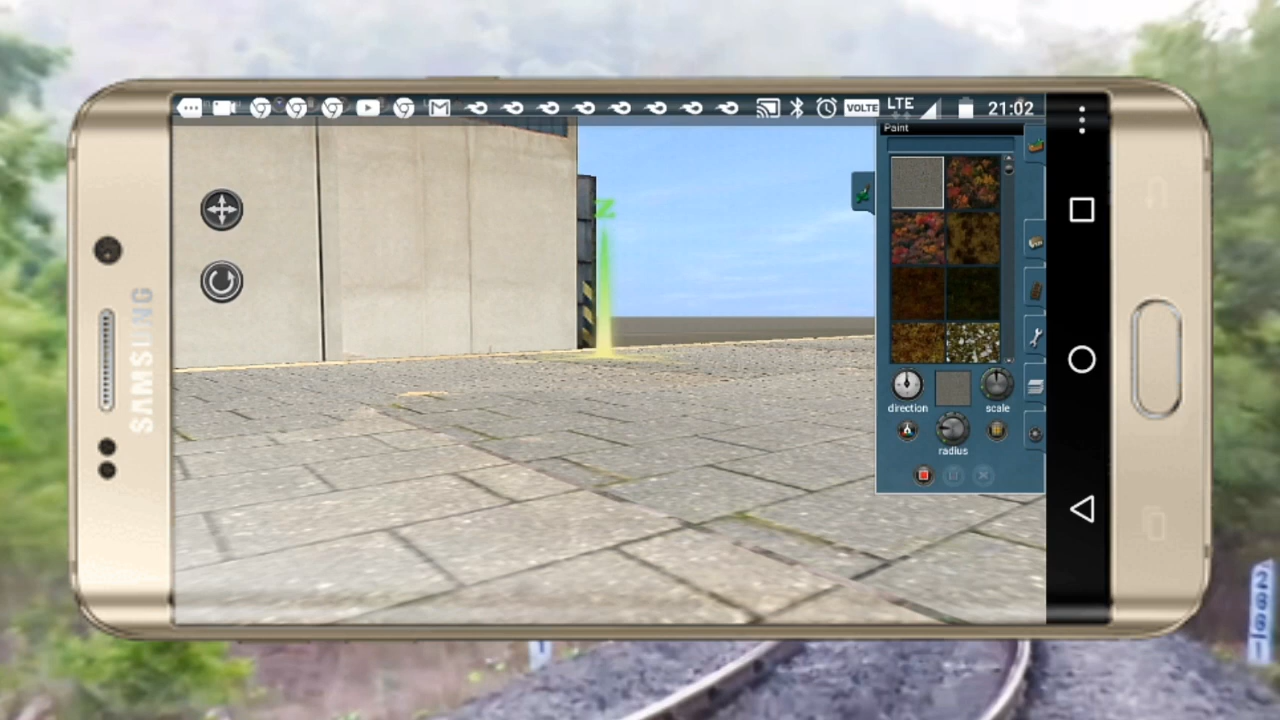 VOLTE
LTE
21:02
Paint
Z
direction
scale
radius
SAMSUNG